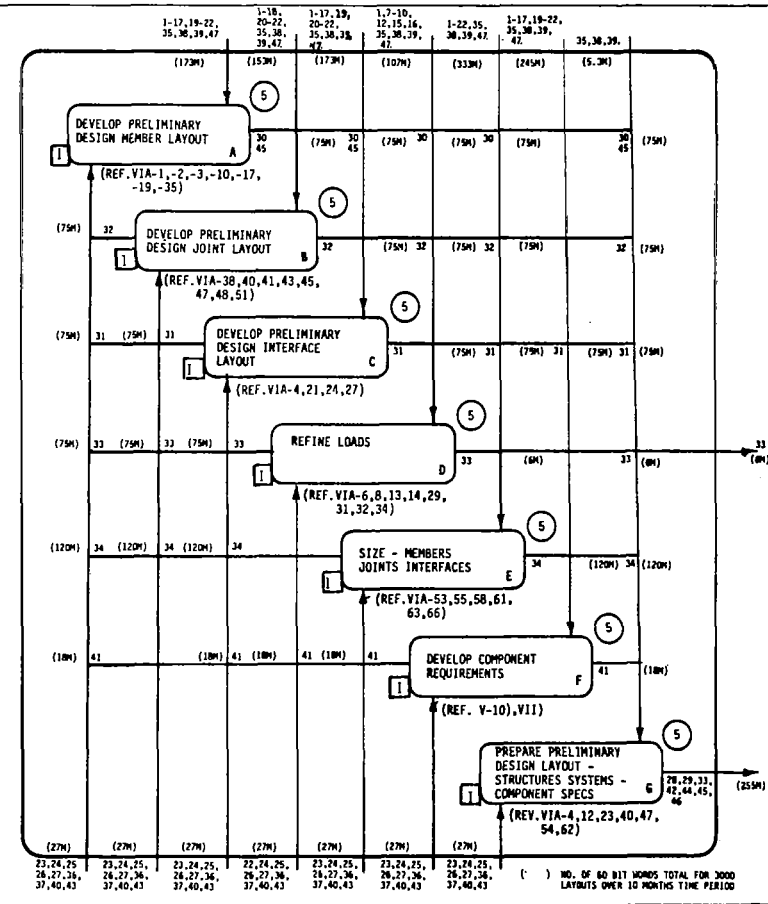 1-17,19-22,
35,38,39,47
1-18,
20-22,
35,38,
39,47
1-17,19,
20-22,
35,38,39,
47.
1,7-10,
12,15,16,
35,38,39,
47.
1-22,35,
38,39,47.
1-17,19-22,
35,38,39,
47.
35,38,39.
(173M) (153M) (173M) (107M) (333M) (245M) (5.3M)
5
DEVELOP PRELIMINARY
DESIGN MEMBER LAYOUT
A
I
30
45
(75M) 30
45
(75M) 30 (75M) 30 (75M)
30
45
(75M)
(REF.VIA-1,-2,-3,-10,-17,
-19,-35)
5
(75M) 32
DEVELOP PRELIMINARY
DESIGN JOINT LAYOUT
B
I
32 (75M) 32 (75M) 32 (75M) 32 (75M)
(REF.VIA-38,40,41,43,45,
47,48,51)
5
(75M) 31 (75M) 31
DEVELOP PRELIMINARY
DESIGN INTERFACE
LAYOUT
C
I
31 (75M) 31 (75M) 31 (75M) 31 (75M)
(REF.VIA-4,21,24,27)
5
(75M) 33 (75M) 33 (75M) 33
REFINE LOADS
D
I
33 (6M) 33
33
(REF.VIA-6,8,13,14,29,
31,32,34)
5
(120M) 34 (120M) 34 (120M) 34
SIZE - MEMBERS
JOINTS INTERFACES
E
I
34 (120M) 34 (120M)
(REF.VIA-53,55,58,61,
63,66)
5
(18M) 41 (18M) 41 (18M) 41 (18M) 41
DEVELOP COMPONENT
REQUIREMENTS
F
I
41 (18M)
(REF. V-10),VII)
5
PREPARE PRELIMINARY
DESIGN LAYOUT -
STRUCTURES SYSTEMS -
COMPONENT SPECS
G
I
28,29,33,
42,44,45,
46
(255M)
(REV.VIA-4,12,23,40,47,
54,62)
(27M) (27M) (27M) (27M) (27M) (27M) (27M)
23,24,25
26,27,36,
37,40,43
23,24,25,
26,27,36,
37,40,43
23,24,25,
26,27,36,
37,40,43
22,24,25,
26,27,36,
37,40,43
23,24,25,
26,27,36,
37,40,43
23,24,25,
26,27,36,
37,40,43
23,24,25,
26,27,36,
37,40,43
( ) NO. OF 60 BIT WORDS TOTAL FOR 3000
LAYOUTS OVER 10 MONTHS TIME PERIOD